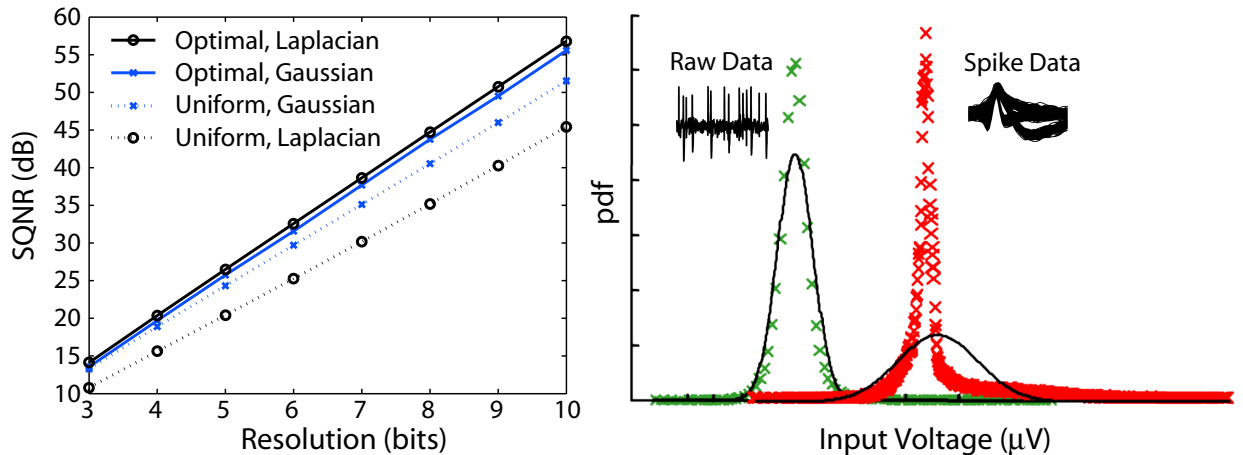 60
55
50
45
40
35
30
25
20
15
10
SQNR (dB)
Optimal, Laplacian
Optimal, Gaussian
Uniform, Gaussian
Uniform, Laplacian
3 4 5 6 7 8 9 10
Resolution (bits)
pdf
Raw Data
Spike Data
Input Voltage (μV)